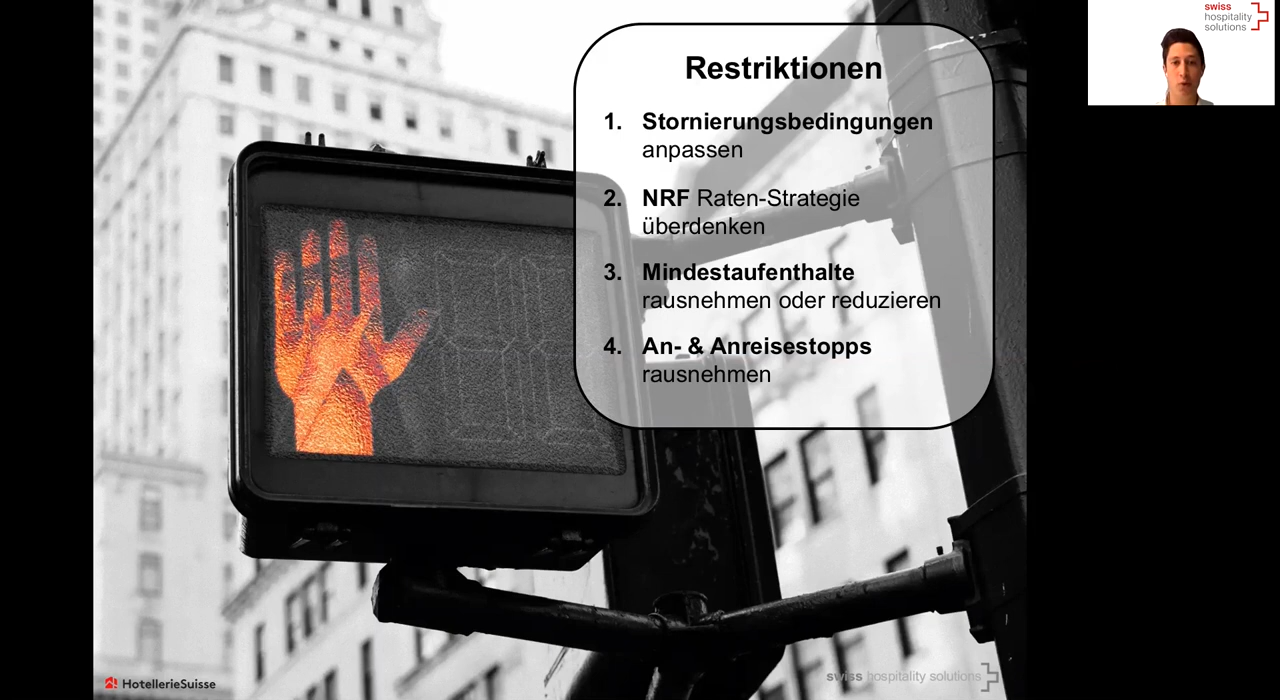 Restriktionen
1. Stornierungsbedingungen
anpassen
2. NRF Raten-Strategie
überdenken
3. Mindestaufenthalte
rausnehmen oder reduzieren
4. An- & Anreisestopps
rausnehmen
HotellerieSuisse
swiss hospitality solutions
swiss
hospitality
solutions